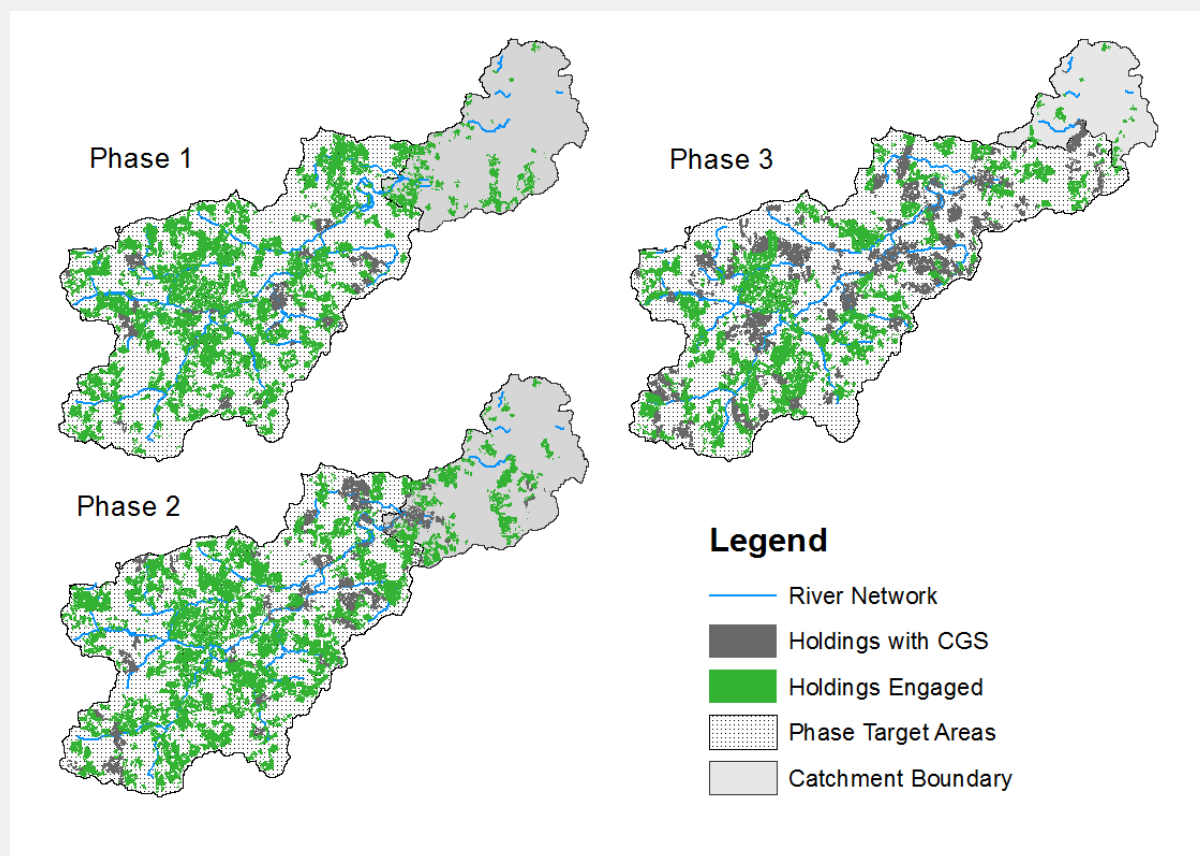 Phase 1
Phase 3
Phase 2
Legend
River Network
Holdings with CGS
Holdings Engaged
Phase Target Areas
Catchment Boundary